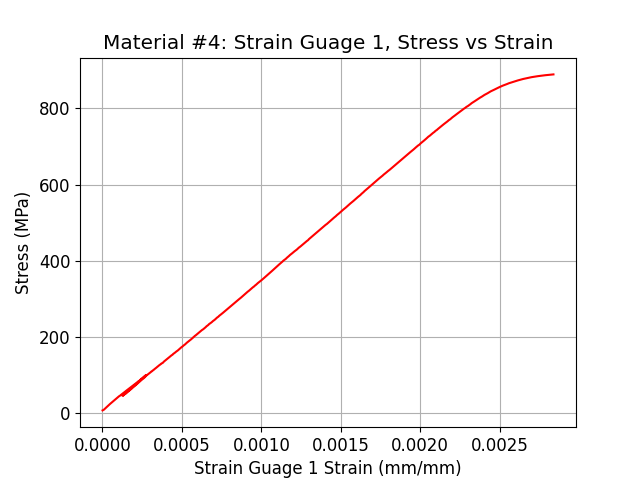 Material #4: Strain Guage 1, Stress vs Strain
800
600
400
200
0
Stress (MPa)
0.0000 0.0005 0.0010 0.0015 0.0020 0.0025
Strain Guage 1 Strain (mm/mm)